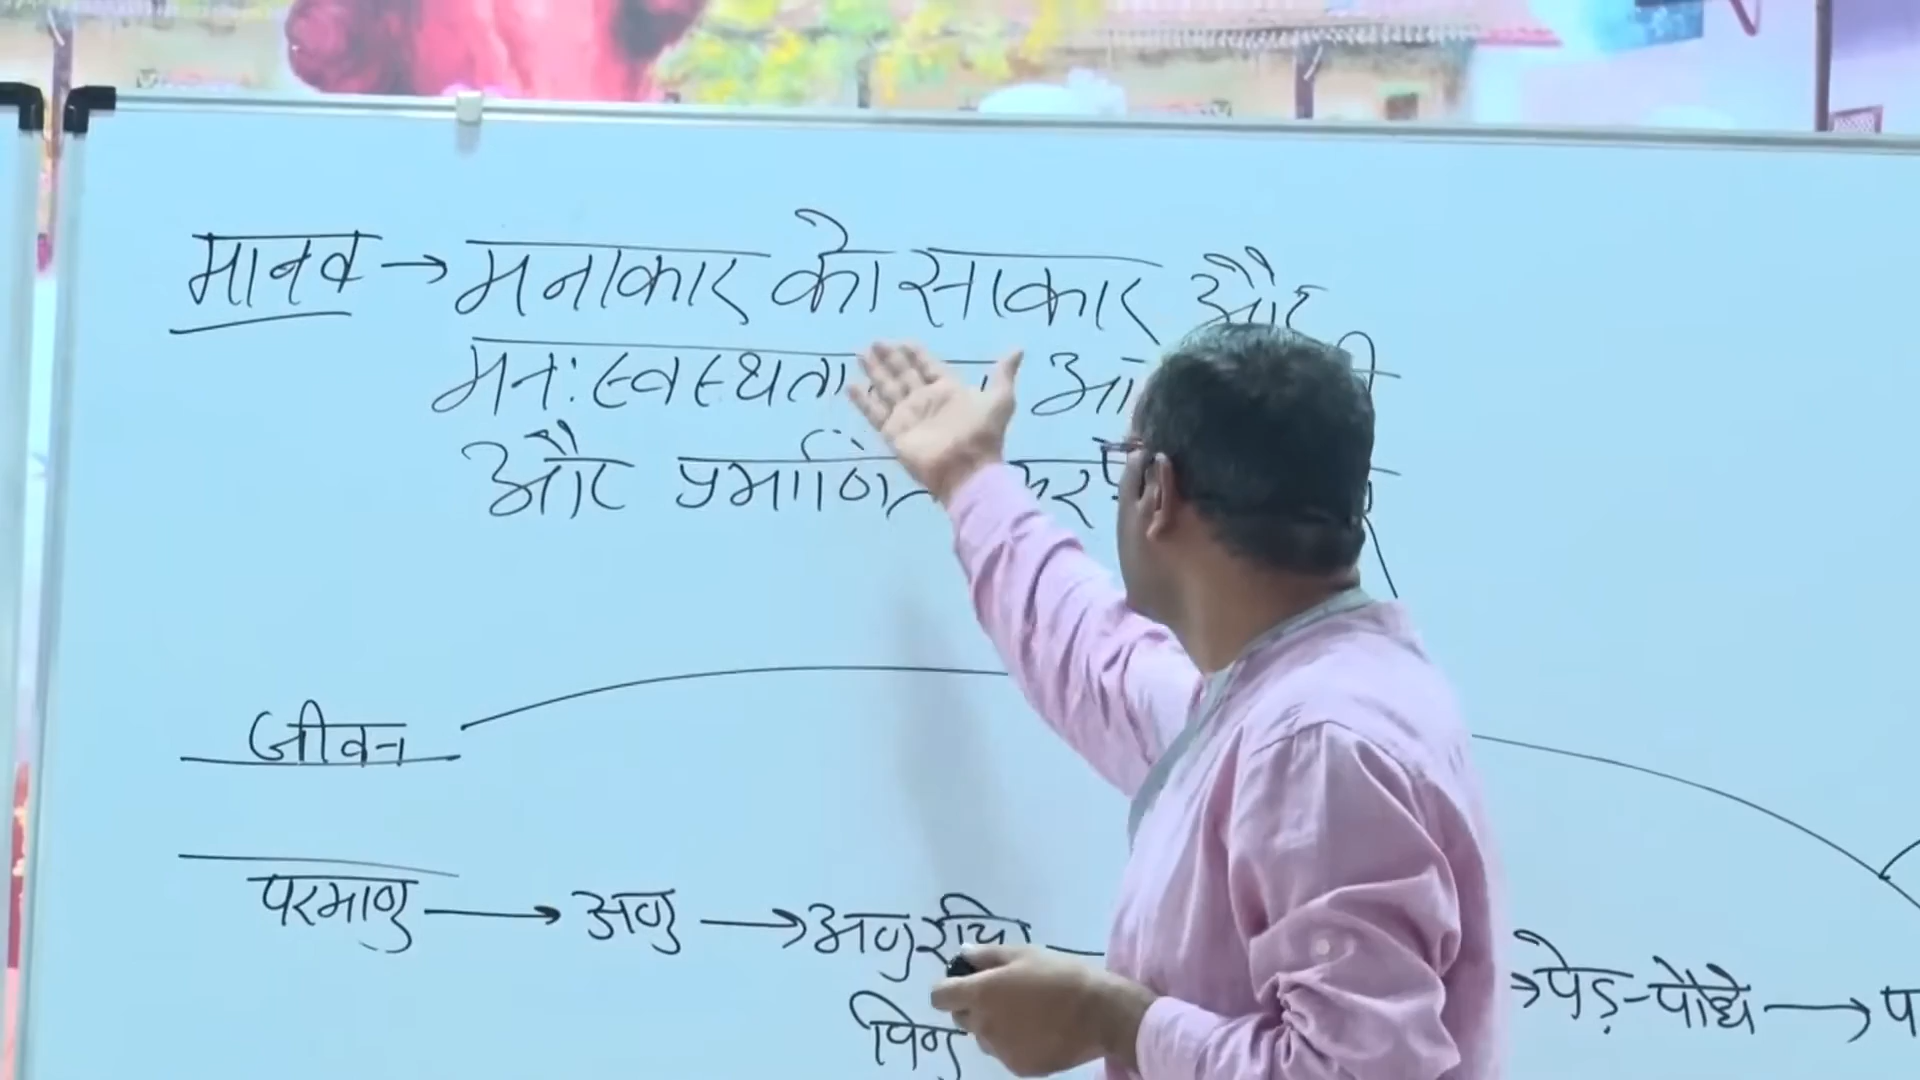 मानव → मनाकार को साकार और
मनःस्वस्थता
और प्रमाणित
जीवन
परमाणु → अणु → अणु रचित → पेड़-पौधे →
पिण्ड